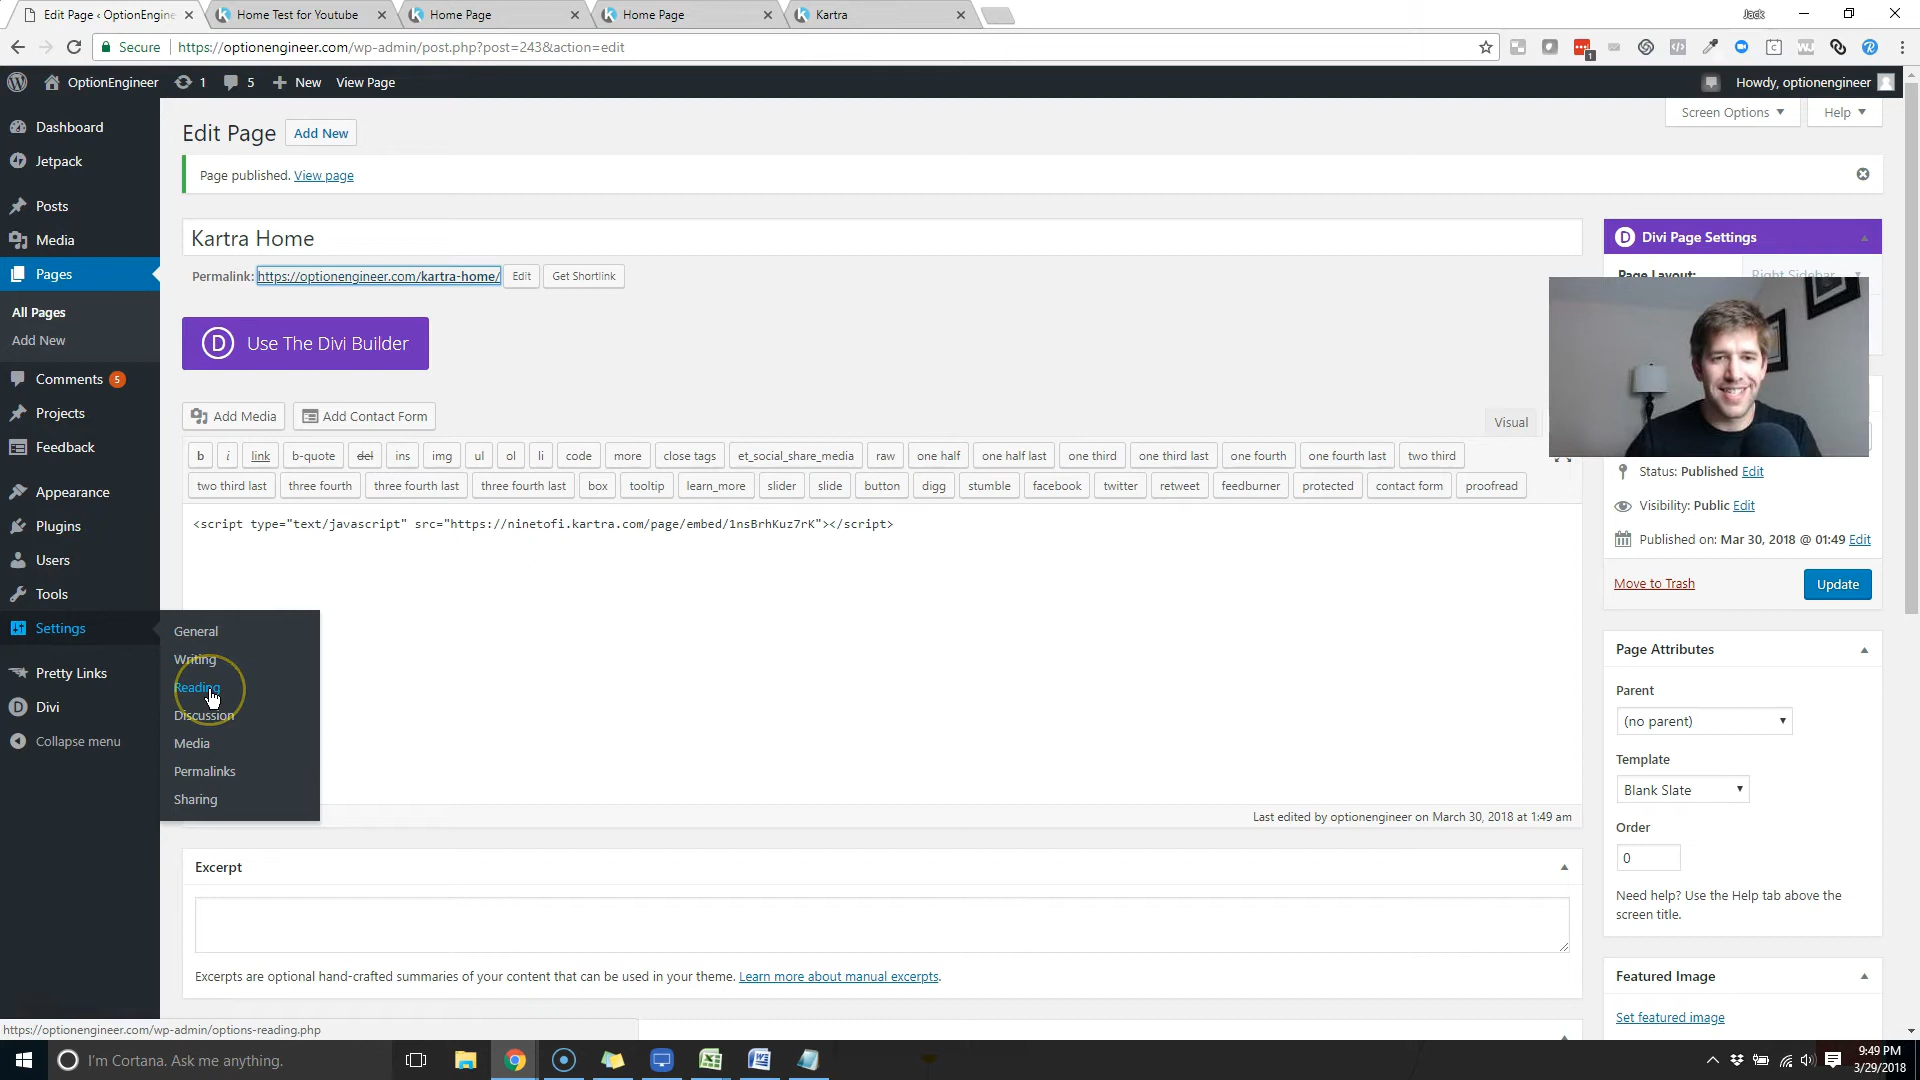 Edit Page ‹ OptionEngine
Home Test for Youtube
Home Page
Home Page
Kartra
Jack
Secure
https://optionengineer.com/wp-admin/post.php?post=243&action=edit
1
OptionEngineer
1
5
New
View Page
Howdy, optionengineer
Screen Options
Help
Dashboard
Jetpack
Posts
Media
Pages
All Pages
Add New
Comments 5
Projects
Feedback
Appearance
Plugins
Users
Tools
Settings
Pretty Links
Divi
Collapse menu
General
Writing
Reading
Discussion
Media
Permalinks
Sharing
Edit Page
Add New
Page published. View page
Kartra Home
Permalink: https://optionengineer.com/kartra-home/ Edit Get Shortlink
D Use The Divi Builder
Add Media
Add Contact Form
Visual
b i link b-quote del ins img ul ol li code more close tags et_social_share_media raw one half one half last one third one third last one fourth one fourth last two third
two third last three fourth three fourth last three fourth last box tooltip learn_more slider slide button digg stumble facebook twitter retweet feedburner protected contact form proofread
<script type="text/javascript" src="https://ninetofi.kartra.com/page/embed/1nsBrhKuz7rK"></script>
Last edited by optionengineer on March 30, 2018 at 1:49 am
Excerpt
Excerpts are optional hand-crafted summaries of your content that can be used in your theme. Learn more about manual excerpts.
D Divi Page Settings
Page Layout:
Right Sidebar
Status: Published Edit
Visibility: Public Edit
Published on: Mar 30, 2018 @ 01:49 Edit
Move to Trash
Update
Page Attributes
Parent
(no parent)
Template
Blank Slate
Order
0
Need help? Use the Help tab above the
screen title.
Featured Image
Set featured image
https://optionengineer.com/wp-admin/options-reading.php
I'm Cortana. Ask me anything.
9:49 PM
3/29/2018